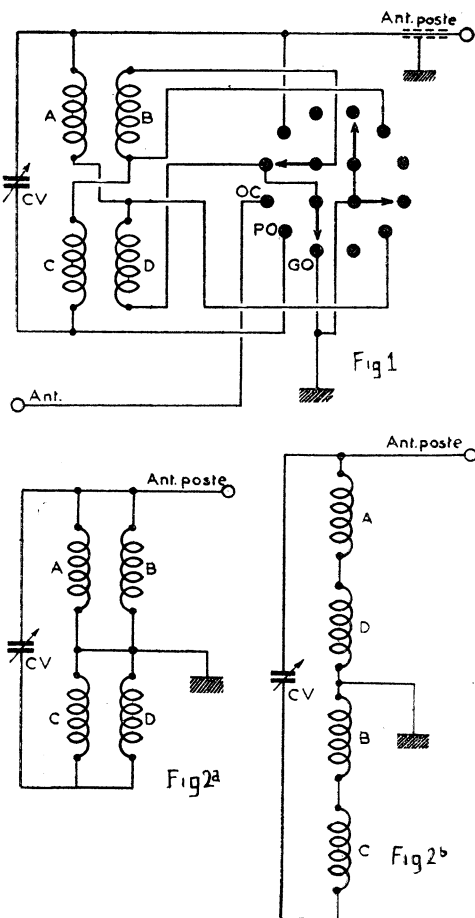 Ant. poste
A
B
CV
OC
C
D
PO
GO
Fig 1
Ant.
Ant. poste
Ant. poste
A
A
B
D
CV
CV
C
D
B
Fig 2a
C
Fig 2b